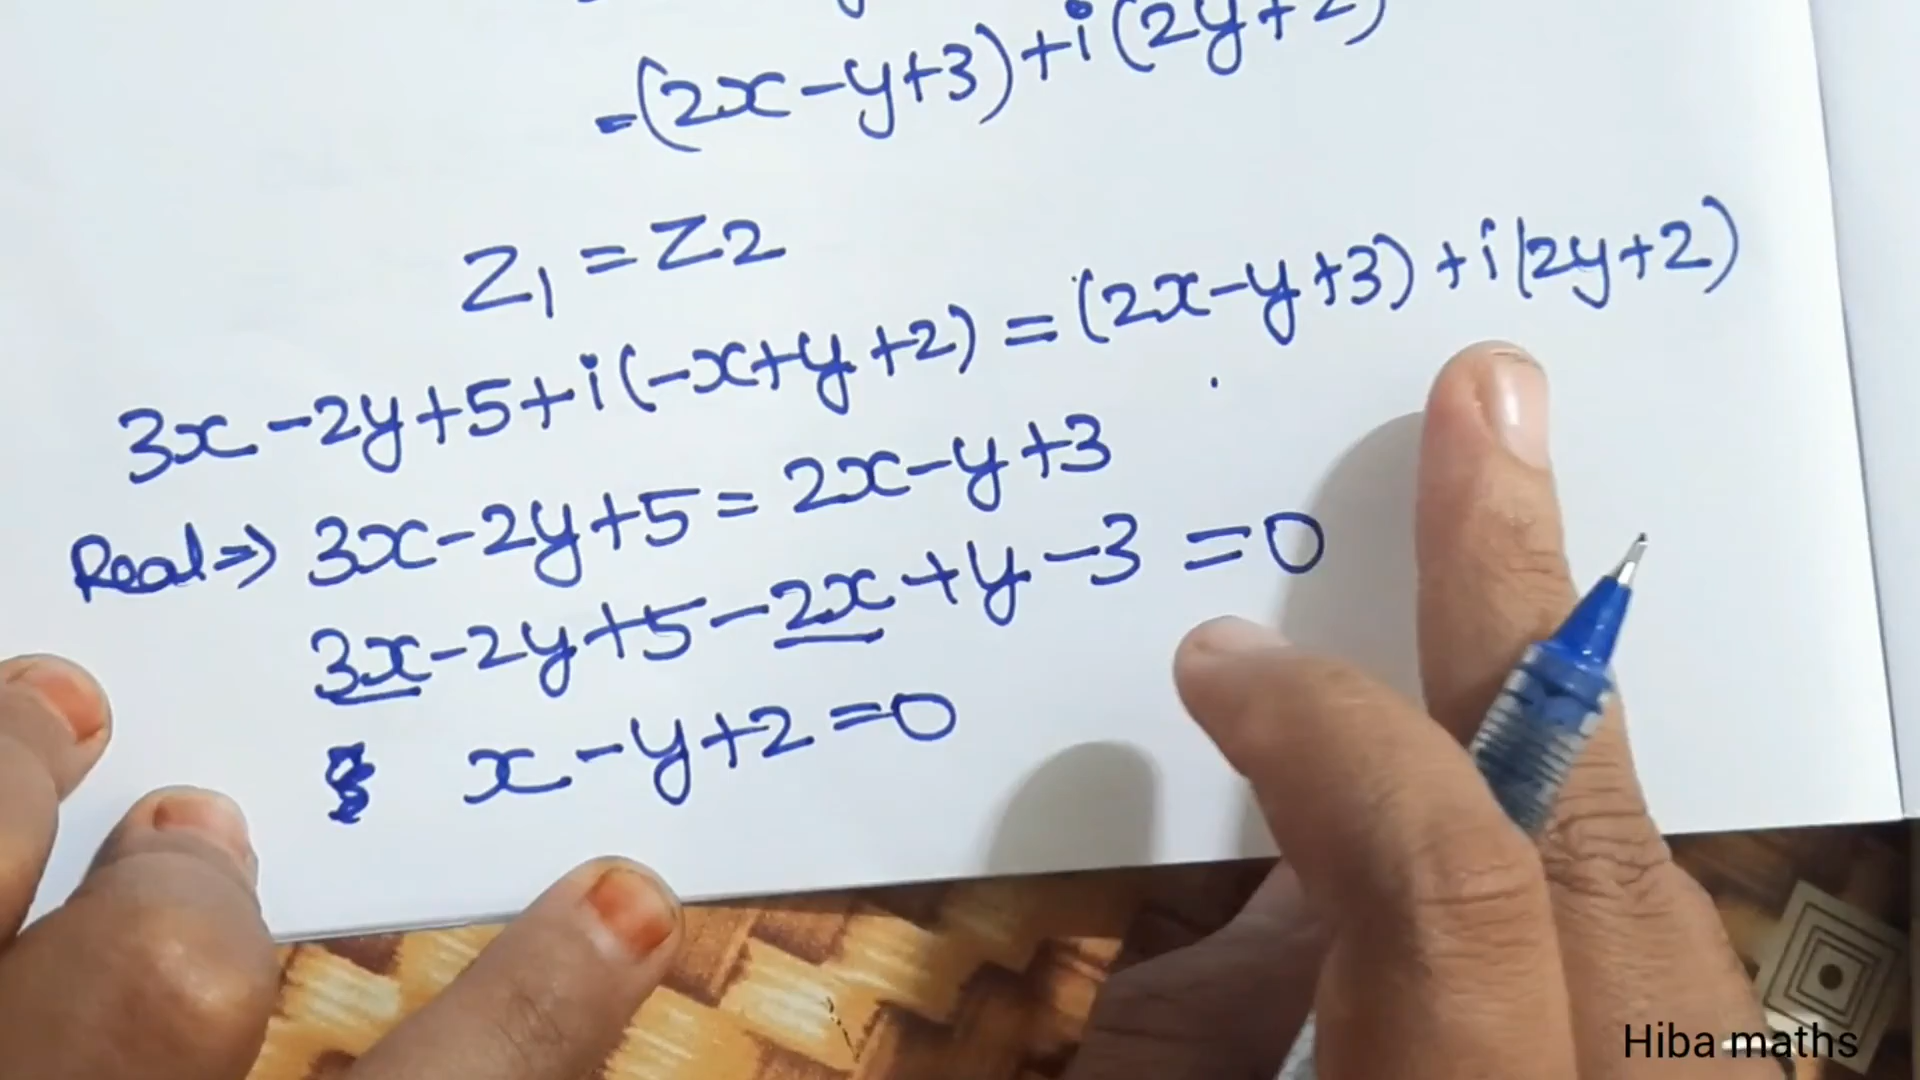 =(2x-y+3)+i(2y+2)
Z1=Z2
3x-2y+5+i(-x+y+2)=(2x-y+3)+i(2y+2)
Real=> 3x-2y+5=2x-y+3
3x-2y+5-2x+y-3=0
x-y+2=0
Hiba maths